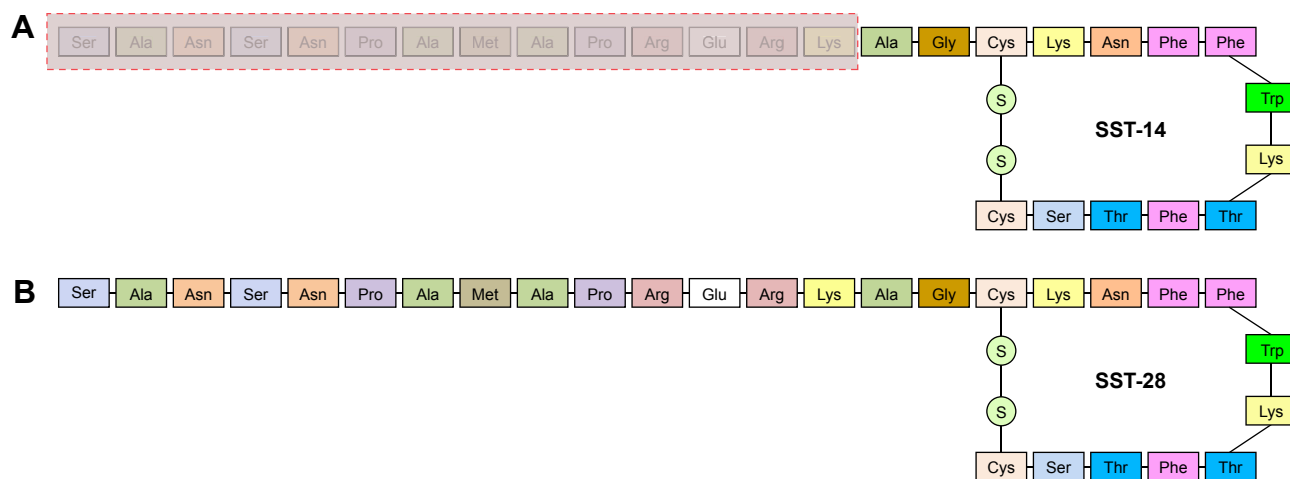 A Ser Ala Asn Ser Asn Pro Ala Met Ala Pro Arg Glu Arg Lys Ala Gly Cys Lys Asn Phe Phe
S Trp
SST-14
S Lys
Cys Ser Thr Phe Thr
B Ser Ala Asn Ser Asn Pro Ala Met Ala Pro Arg Glu Arg Lys Ala Gly Cys Lys Asn Phe Phe
S Trp
SST-28
S Lys
Cys Ser Thr Phe Thr